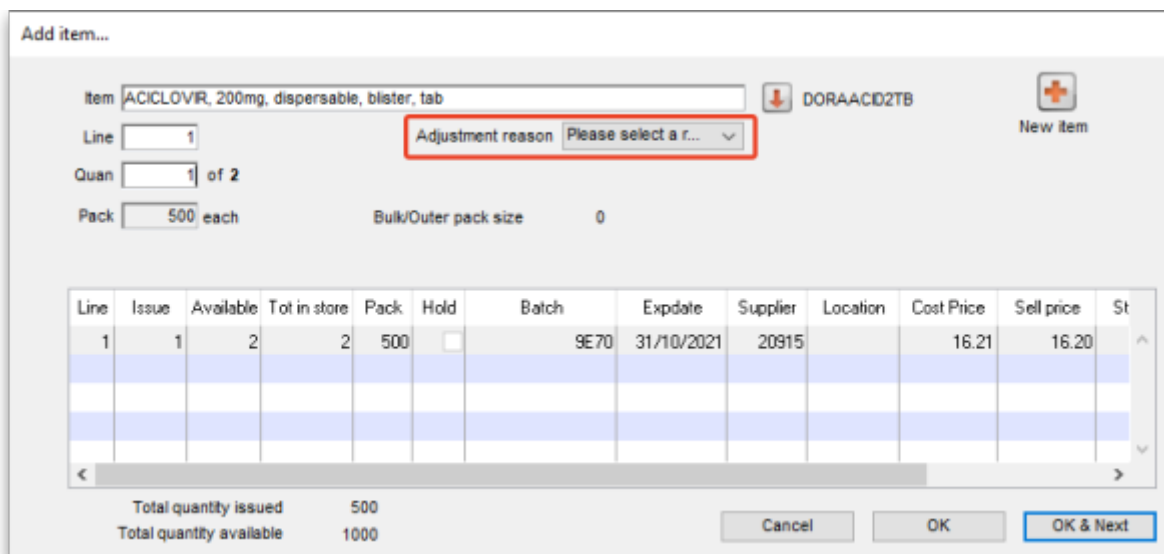 Add item...
Item ACICLOVIR, 200mg, dispersable, blister, tab DORAACID2TB
New item
Line 1 Adjustment reason Please select a r...
Quan 1 of 2
Pack 500 each Bulk/Outer pack size 0
Line Issue Available Tot in store Pack Hold Batch Expdate Supplier Location Cost Price Sell price St
1 1 2 2 500 9E70 31/10/2021 20915 16.21 16.20
Total quantity issued 500
Total quantity available 1000
Cancel OK OK & Next